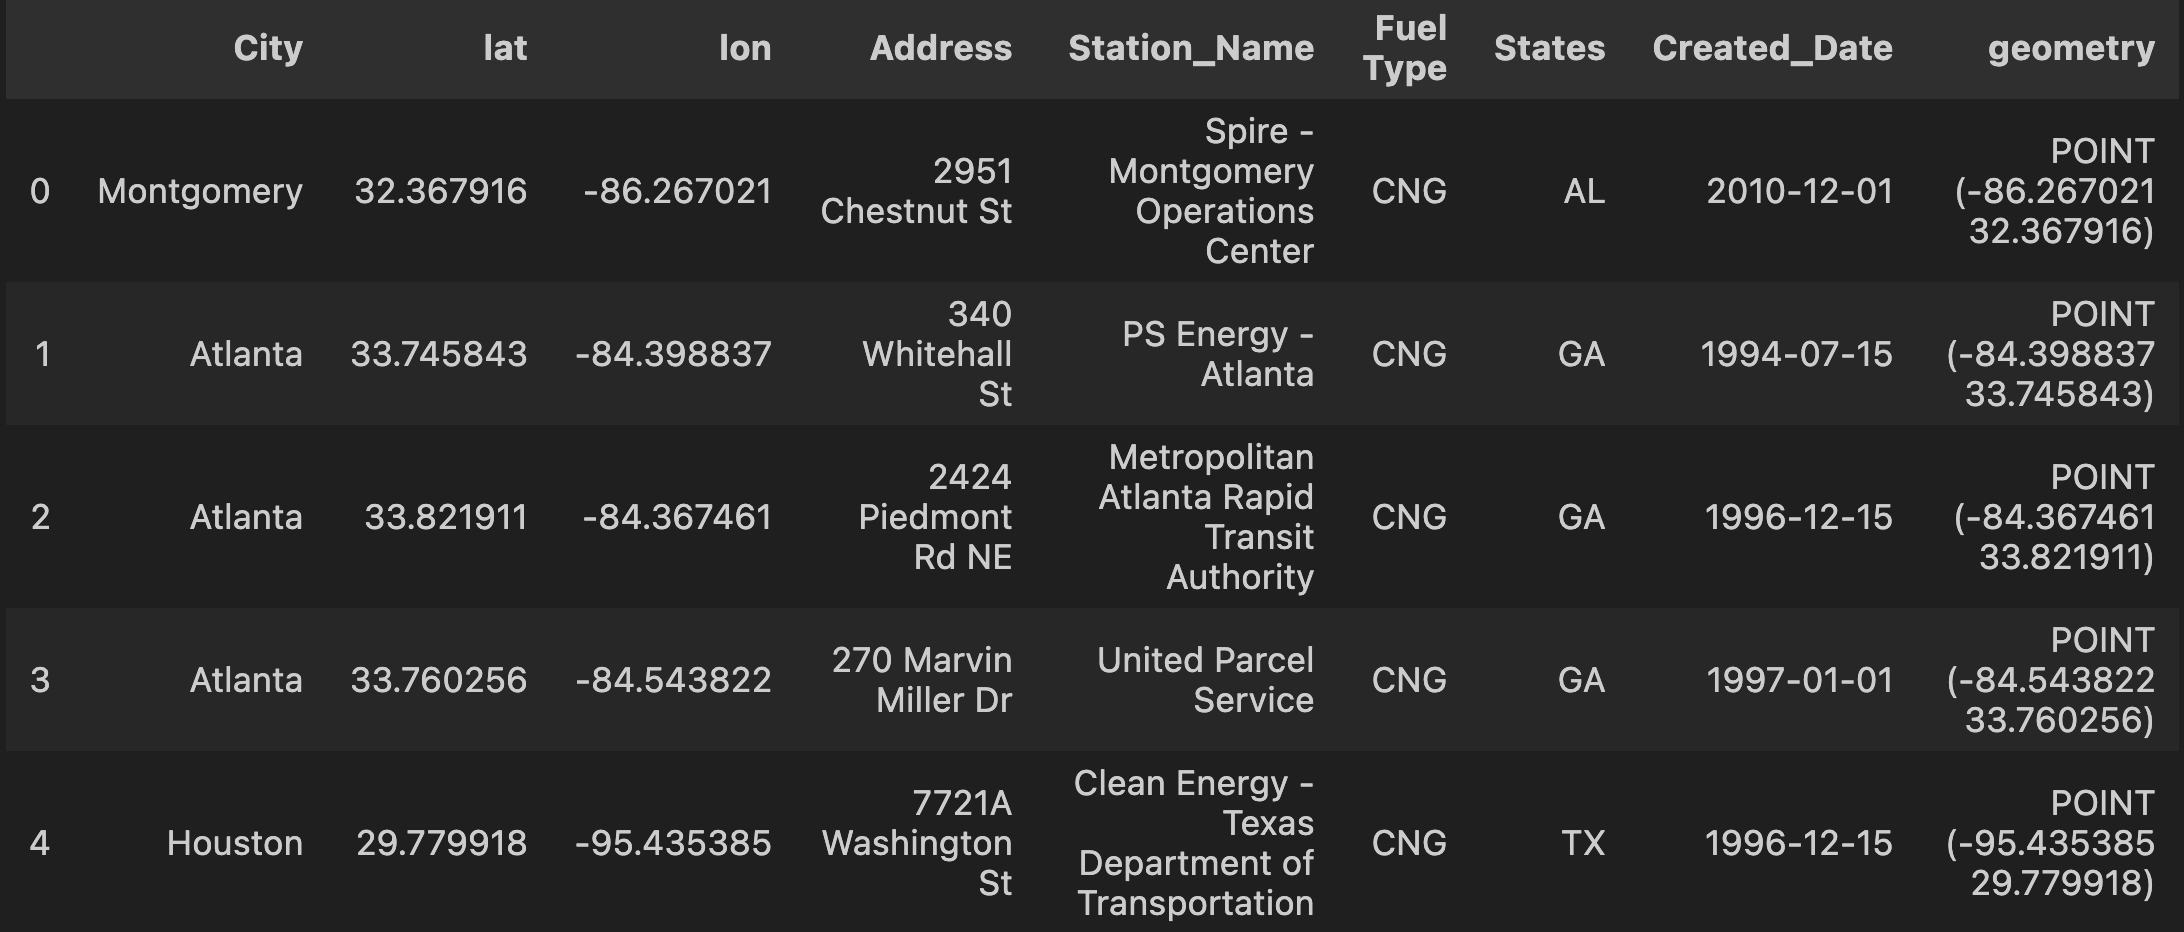 City lat lon Address Station_Name Fuel Type States Created_Date geometry
0 Montgomery 32.367916 -86.267021 2951 Chestnut St Spire - Montgomery Operations Center CNG AL 2010-12-01 POINT (-86.267021 32.367916)
1 Atlanta 33.745843 -84.398837 340 Whitehall St PS Energy - Atlanta CNG GA 1994-07-15 POINT (-84.398837 33.745843)
2 Atlanta 33.821911 -84.367461 2424 Piedmont Rd NE Metropolitan Atlanta Rapid Transit Authority CNG GA 1996-12-15 POINT (-84.367461 33.821911)
3 Atlanta 33.760256 -84.543822 270 Marvin Miller Dr United Parcel Service CNG GA 1997-01-01 POINT (-84.543822 33.760256)
4 Houston 29.779918 -95.435385 7721A Washington St Clean Energy - Texas Department of Transportation CNG TX 1996-12-15 POINT (-95.435385 29.779918)